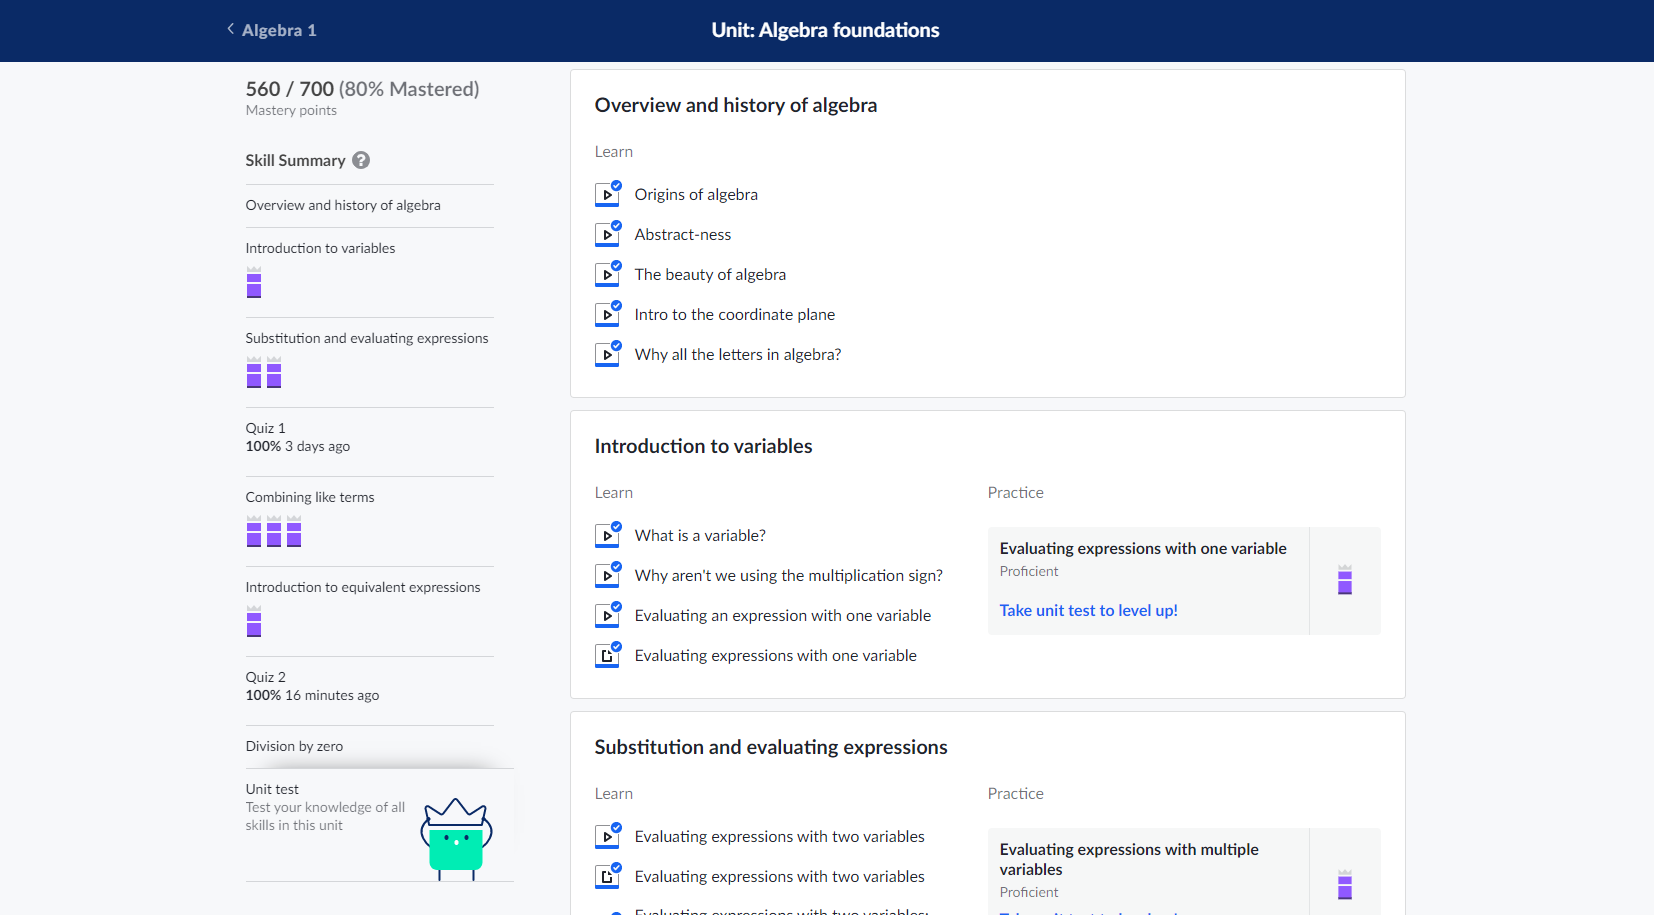 Algebra 1
Unit: Algebra foundations
560 / 700 (80% Mastered)
Mastery points
Skill Summary ?
Overview and history of algebra
Introduction to variables
Substitution and evaluating expressions
Quiz 1
100% 3 days ago
Combining like terms
Introduction to equivalent expressions
Quiz 2
100% 16 minutes ago
Division by zero
Unit test
Test your knowledge of all
skills in this unit
Overview and history of algebra
Learn
Origins of algebra
Abstract-ness
The beauty of algebra
Intro to the coordinate plane
Why all the letters in algebra?
Introduction to variables
Learn
What is a variable?
Why aren't we using the multiplication sign?
Evaluating an expression with one variable
Evaluating expressions with one variable
Practice
Evaluating expressions with one variable
Proficient
Take unit test to level up!
Substitution and evaluating expressions
Learn
Evaluating expressions with two variables
Evaluating expressions with two variables
Evaluating expressions with two variables:
Practice
Evaluating expressions with multiple
variables
Proficient